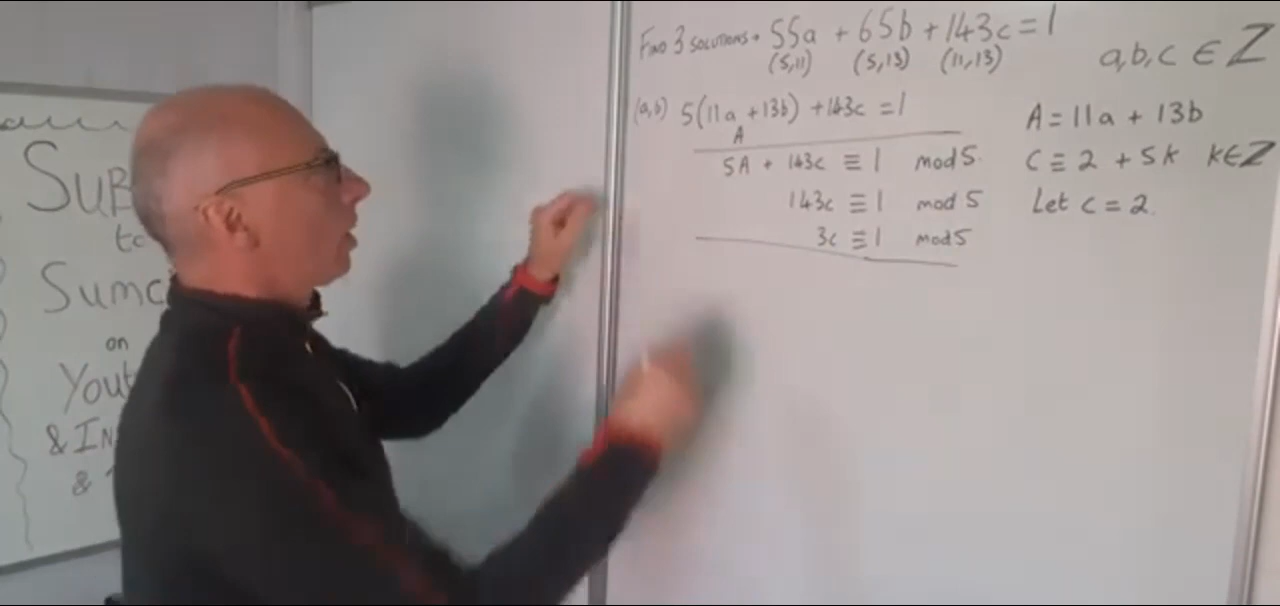 Sub
to
Sumc
on
Yout
& In
&
Find 3 solutions → 55a + 65b + 143c = 1
(5,11) (5,13) (11,13)
a,b,c ∈ Z
(a,b) 5(11a + 13b) + 143c = 1
A
5A + 143c ≡ 1 mod 5
143c ≡ 1 mod 5
3c ≡ 1 mod 5
A = 11a + 13b
C ≡ 2 + 5k k∈Z
Let c = 2.